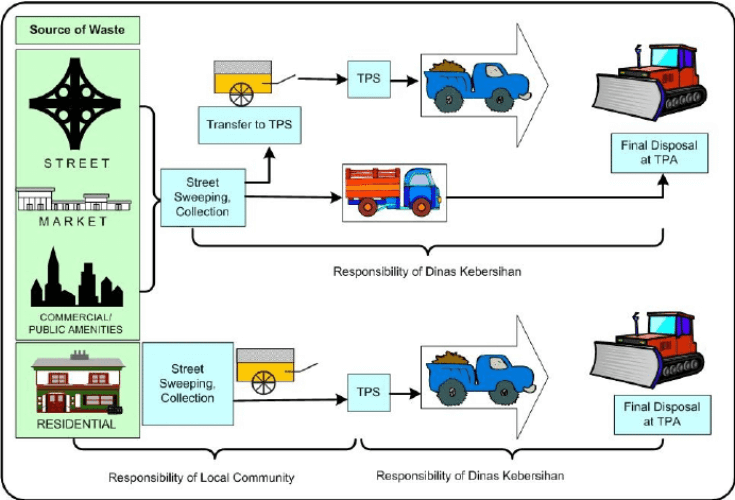 Source of Waste
STREET
MARKET
COMMERCIAL/
PUBLIC AMENITIES
RESIDENTIAL
Transfer to TPS
TPS
Street
Sweeping,
Collection
Final Disposal
at TPA
Responsibility of Dinas Kebersihan
Street
Sweeping,
Collection
TPS
Final Disposal
at TPA
Responsibility of Local Community
Responsibility of Dinas Kebersihan